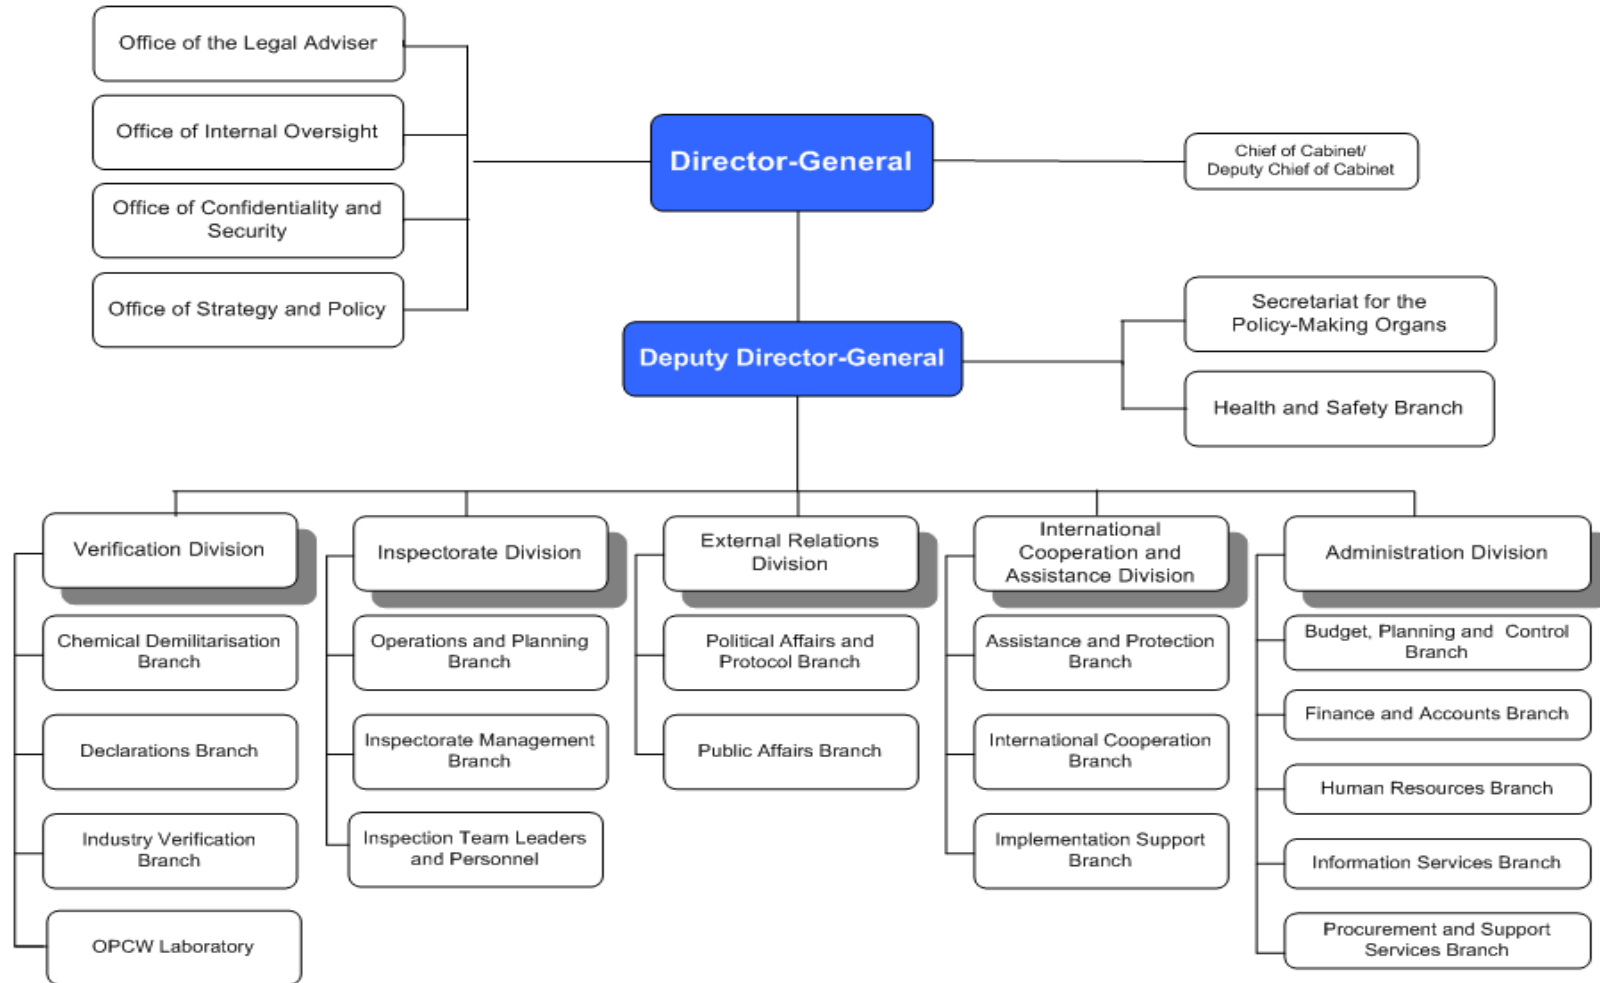 Office of the Legal Adviser
Office of Internal Oversight
Office of Confidentiality and
Security
Office of Strategy and Policy
Director-General
Chief of Cabinet/
Deputy Chief of Cabinet
Deputy Director-General
Secretariat for the
Policy-Making Organs
Health and Safety Branch
Verification Division
Chemical Demilitarisation
Branch
Declarations Branch
Industry Verification
Branch
OPCW Laboratory
Inspectorate Division
Operations and Planning
Branch
Inspectorate Management
Branch
Inspection Team Leaders
and Personnel
External Relations
Division
Political Affairs and
Protocol Branch
Public Affairs Branch
International
Cooperation and
Assistance Division
Assistance and Protection
Branch
International Cooperation
Branch
Implementation Support
Branch
Administration Division
Budget, Planning and Control
Branch
Finance and Accounts Branch
Human Resources Branch
Information Services Branch
Procurement and Support
Services Branch